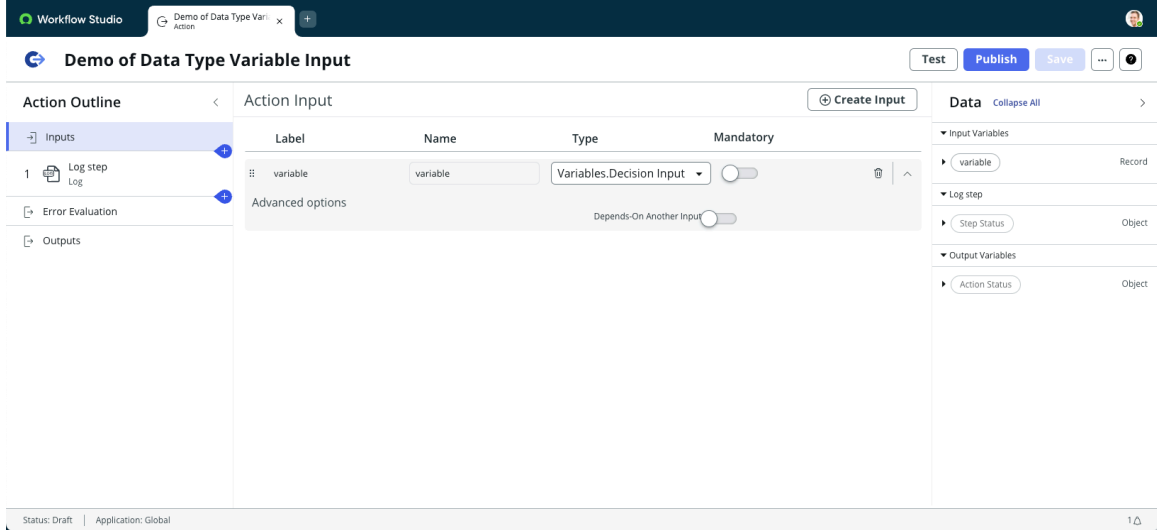 Workflow Studio
Demo of Data Type Vari
Action
Demo of Data Type Variable Input
Test
Publish
Save
Action Outline
Inputs
1
Log step
Log
Error Evaluation
Outputs
Action Input
Create Input
Label Name Type Mandatory
variable variable Variables.Decision Input
Advanced options
Depends-On Another Input
Data Collapse All
Input Variables
variable Record
Log step
Step Status Object
Output Variables
Action Status Object
Status: Draft Application: Global
1